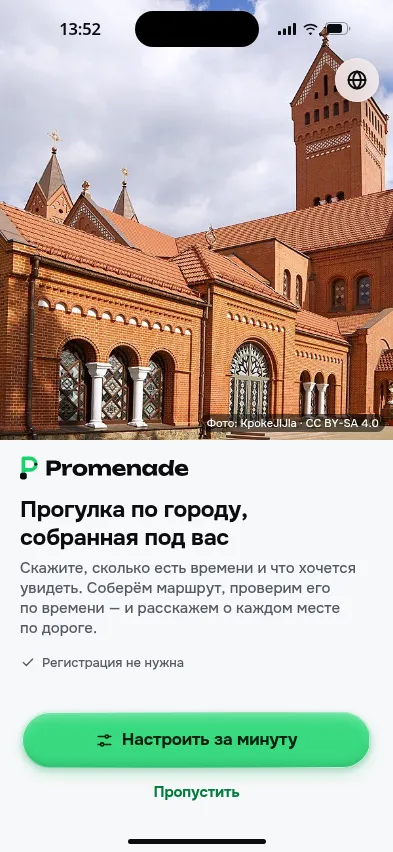 13:52
Фото: KpokeJlJla · CC BY-SA 4.0
Promenade
Прогулка по городу,
собранная под вас
Скажите, сколько есть времени и что хочется
увидеть. Соберём маршрут, проверим его
по времени — и расскажем о каждом месте
по дороге.
Регистрация не нужна
Настроить за минуту
Пропустить